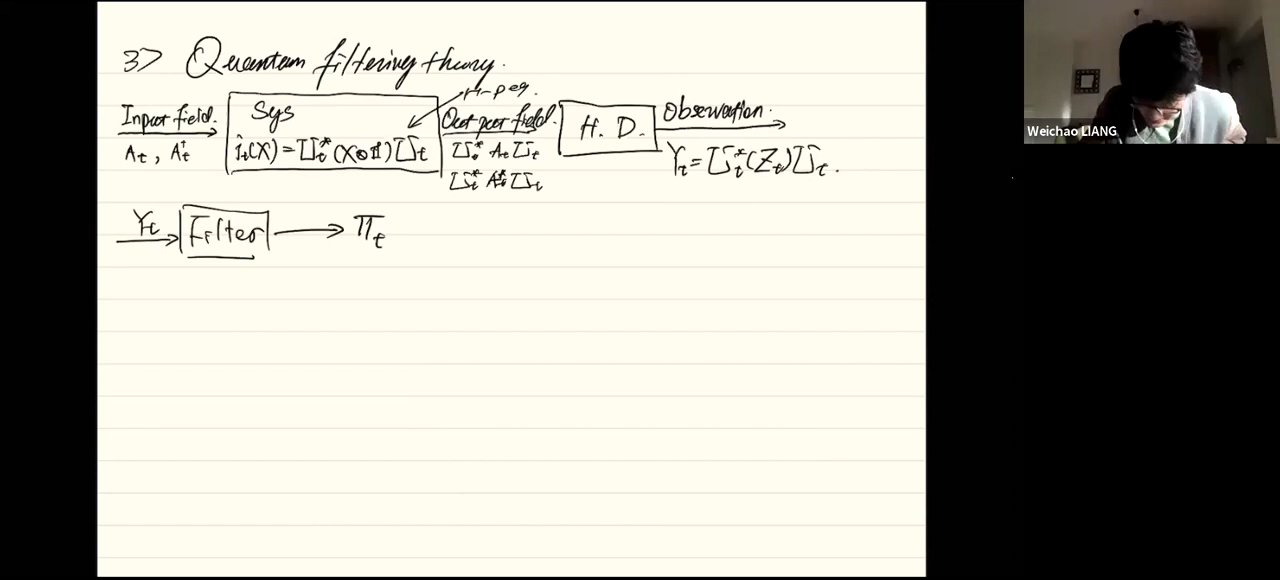 3> Quantum filtering theory.
H-peq.
Input field. Sys Output field. H. D. Observation.
A_t, A_t^* j_t(X) = U_t^*(X⊗𝟙)U_t U_t^* A_t U_t Y_t = U_t^*(Z_t)U_t.
U_t^* A_t^* U_t
Y_t Filter → π_t
Weichao LIANG